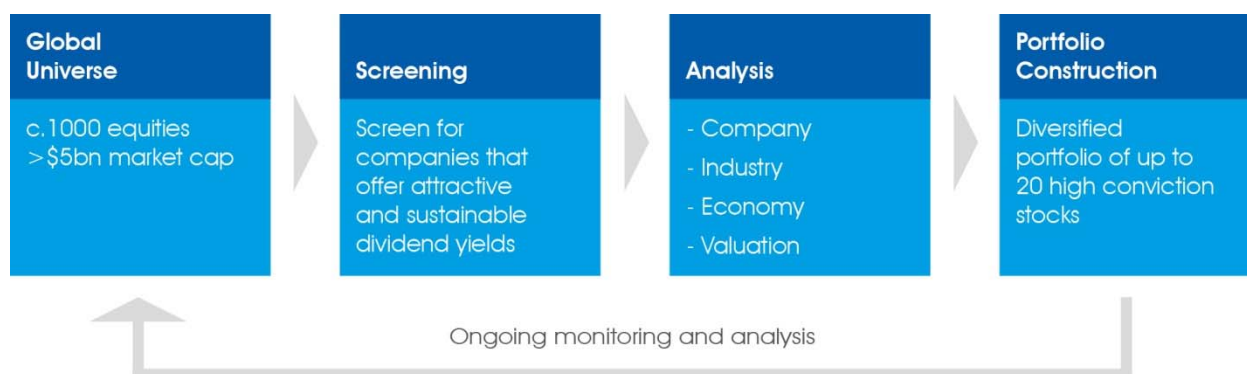 Global
Universe
c.1000 equities
>$5bn market cap
Screening
Screen for
companies that
offer attractive
and sustainable
dividend yields
Analysis
- Company
- Industry
- Economy
- Valuation
Portfolio
Construction
Diversified
portfolio of up to
20 high conviction
stocks
Ongoing monitoring and analysis